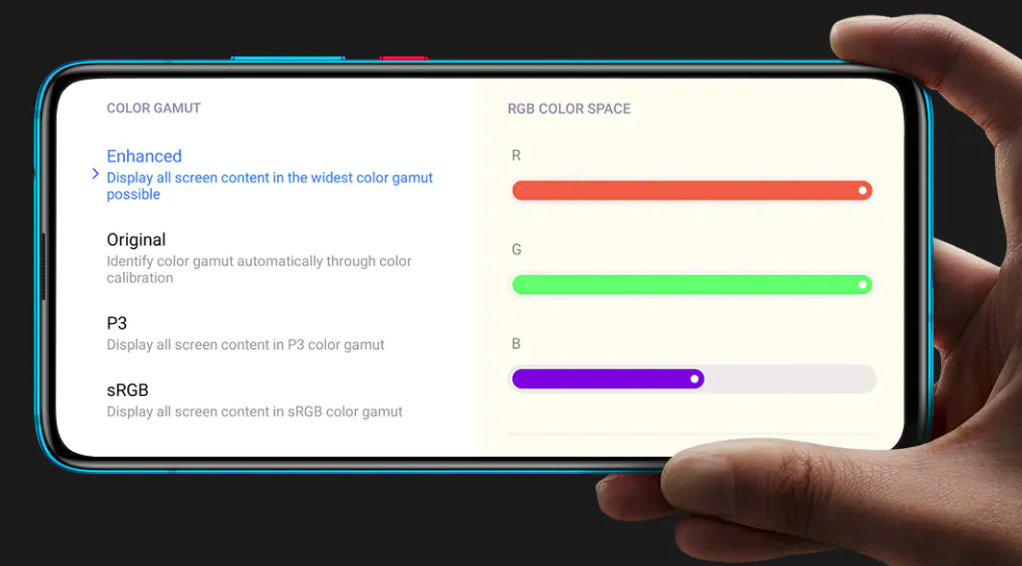 COLOR GAMUT
Enhanced
Display all screen content in the widest color gamut
possible
Original
Identify color gamut automatically through color
calibration
P3
Display all screen content in P3 color gamut
sRGB
Display all screen content in sRGB color gamut
RGB COLOR SPACE
R
G
B